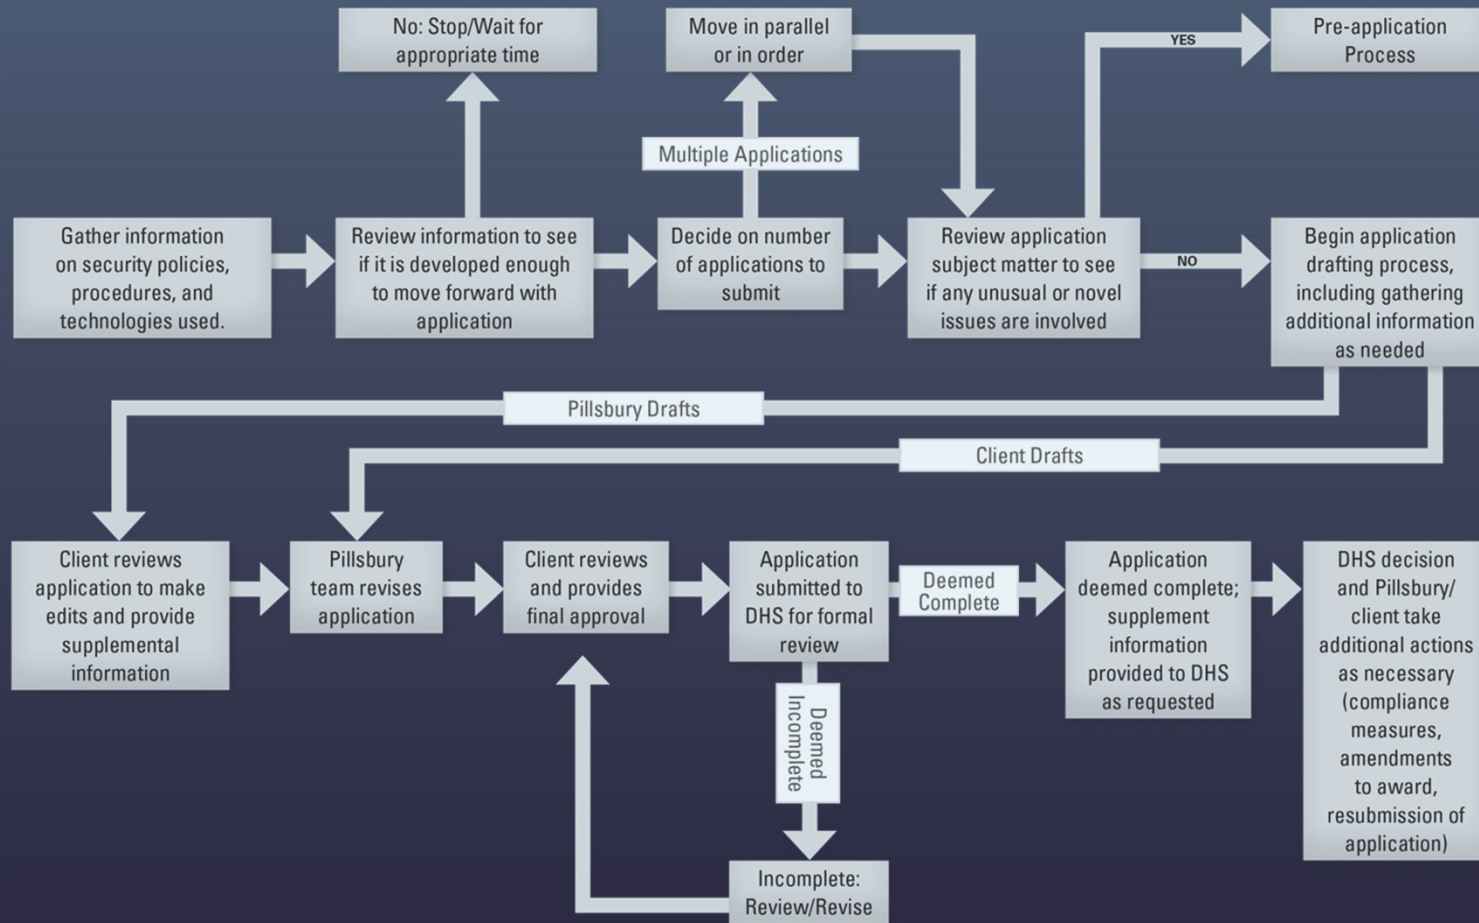 No: Stop/Wait for
appropriate time
Move in parallel
or in order
YES
Pre-application
Process
Multiple Applications
Gather information
on security policies,
procedures, and
technologies used.
Review information to see
if it is developed enough
to move forward with
application
Decide on number
of applications to
submit
Review application
subject matter to see
if any unusual or novel
issues are involved
NO
Begin application
drafting process,
including gathering
additional information
as needed
Pillsbury Drafts
Client Drafts
Client reviews
application to make
edits and provide
supplemental
information
Pillsbury
team revises
application
Client reviews
and provides
final approval
Application
submitted to
DHS for formal
review
Deemed
Complete
Application
deemed complete;
supplement
information
provided to DHS
as requested
DHS decision
and Pillsbury/
client take
additional actions
as necessary
(compliance
measures,
amendments
to award,
resubmission of
application)
Deemed
Incomplete
Incomplete:
Review/Revise